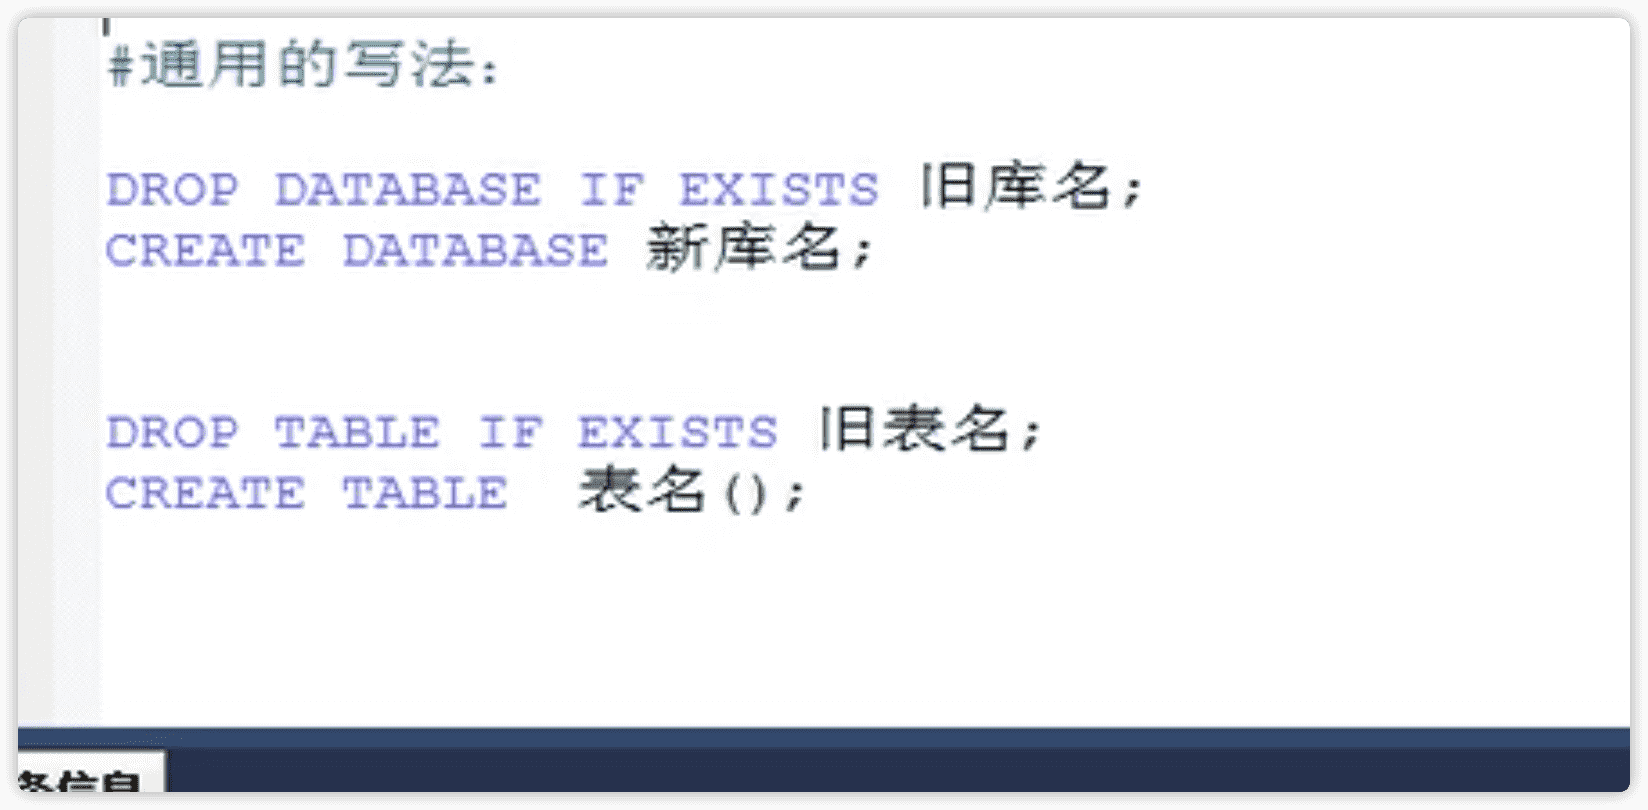 #通用的写法：
DROP DATABASE IF EXISTS 旧库名;
CREATE DATABASE 新库名;
DROP TABLE IF EXISTS 旧表名;
CREATE TABLE  表名();
信息